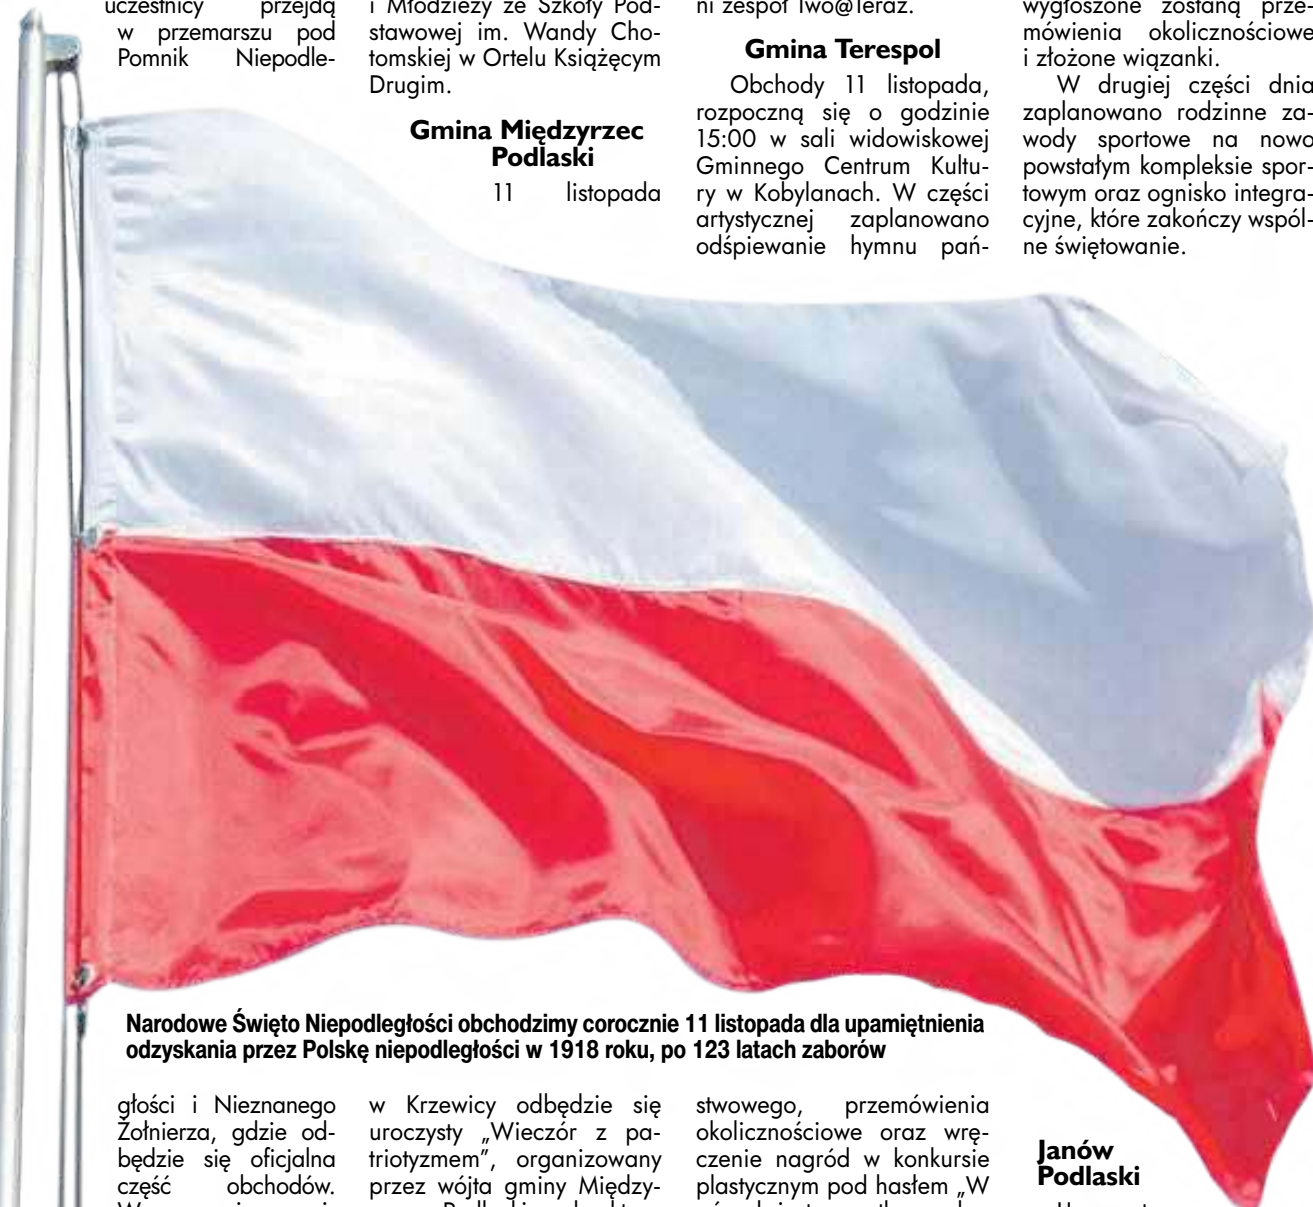 uczestnicy przejdą
w przemarszu pod
Pomnik Niepodle-
głości i Nieznanego
Żołnierza, gdzie od-
będzie się oficjalna
część obchodów.
i Młodzieży ze Szkoły Pod-
stawowej im. Wandy Cho-
tomskiej w Ortelu Książęcym
Drugim.
Gmina Międzyrzec
Podlaski
11 listopada
w Krzewicy odbędzie się
uroczysty „Wieczór z pa-
triotyzmem”, organizowany
przez wójta gminy Między-
ni zespół Two@Teraz.
Gmina Terespol
Obchody 11 listopada,
rozpoczną się o godzinie
15:00 w sali widowiskowej
Gminnego Centrum Kultu-
ry w Kobylanach. W części
artystycznej zaplanowano
odśpiewanie hymnu pań-
stwowego, przemówienia
okolicznościowe oraz wrę-
czenie nagród w konkursie
plastycznym pod hasłem „W
wygłoszone zostaną prze-
mówienia okolicznościowe
i złożone wiązanki.
W drugiej części dnia
zaplanowano rodzinne za-
wody sportowe na nowo
powstałym kompleksie spor-
towym oraz ognisko integra-
cyjne, które zakończy wspól-
ne świętowanie.
Janów
Podlaski
Narodowe Święto Niepodległości obchodzimy corocznie 11 listopada dla upamiętnienia
odzyskania przez Polskę niepodległości w 1918 roku, po 123 latach zaborów